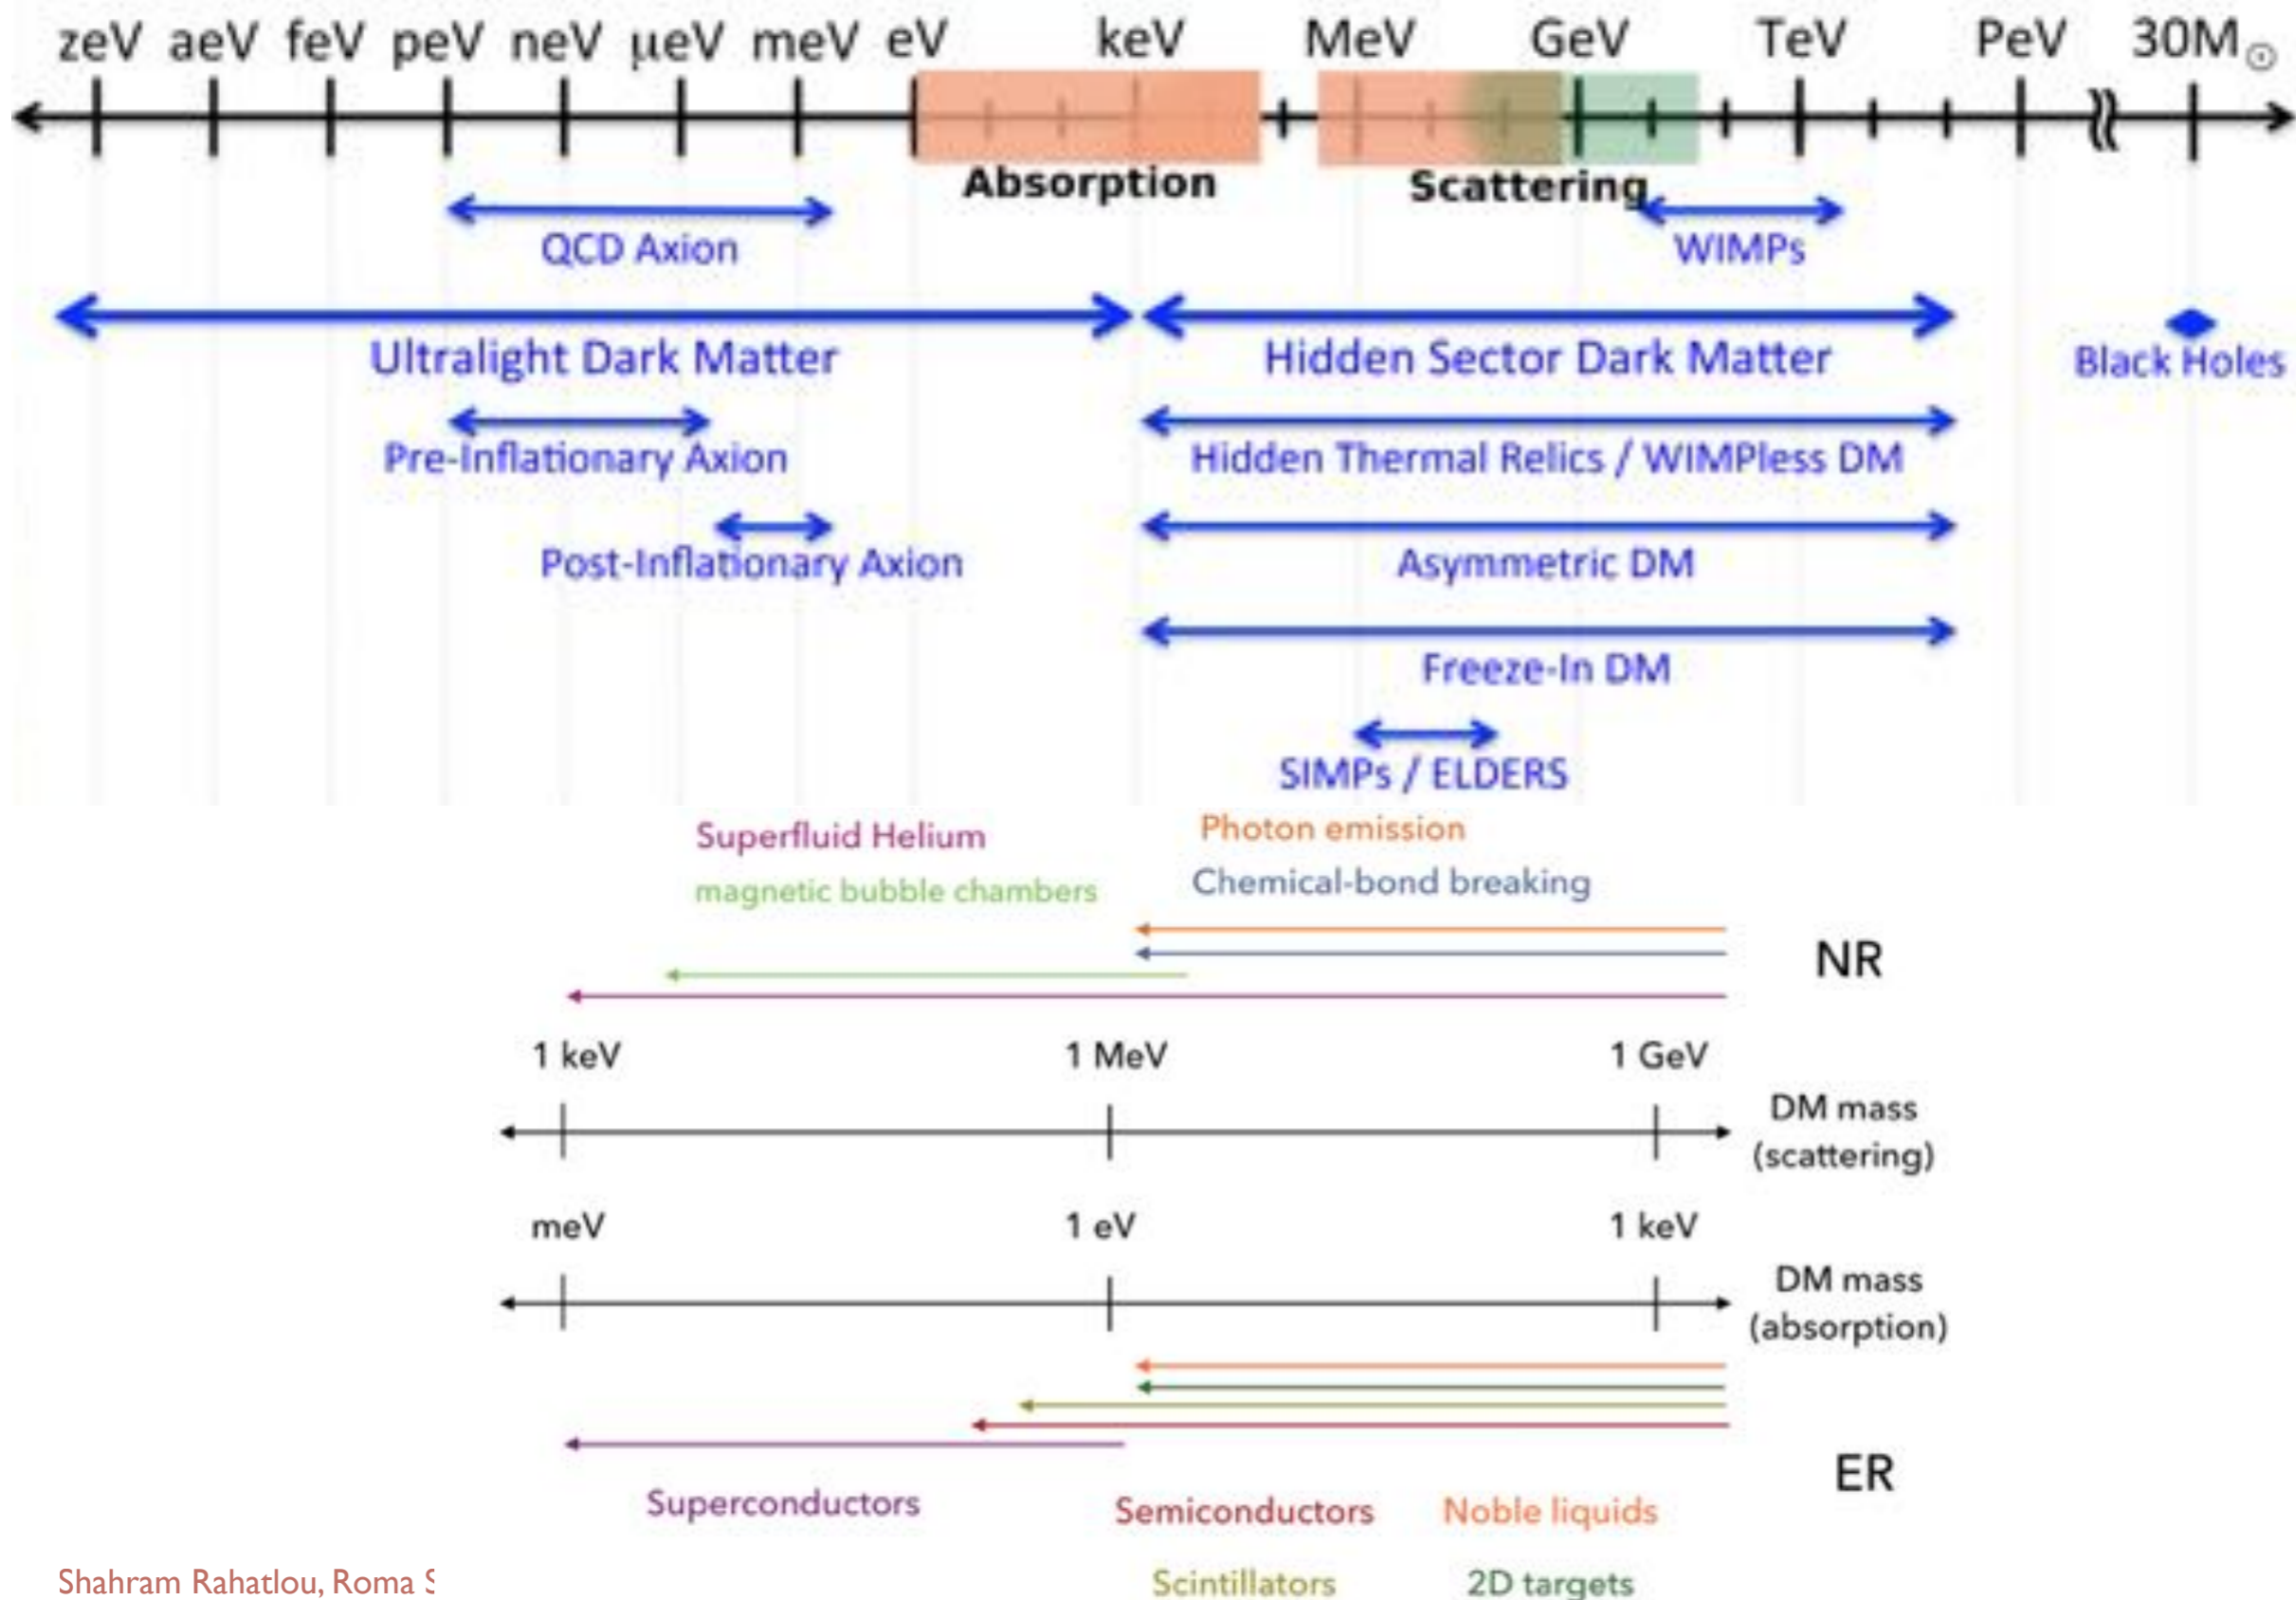 zeV aeV feV peV neV μeV meV eV keV MeV GeV TeV PeV 30M☉
Absorption
Scattering
QCD Axion
WIMPs
Ultralight Dark Matter
Hidden Sector Dark Matter
Black Holes
Pre-Inflationary Axion
Hidden Thermal Relics / WIMPless DM
Post-Inflationary Axion
Asymmetric DM
Freeze-In DM
SIMPs / ELDERS
Superfluid Helium
Photon emission
magnetic bubble chambers
Chemical-bond breaking
NR
1 keV 1 MeV 1 GeV
DM mass
(scattering)
meV 1 eV 1 keV
DM mass
(absorption)
ER
Superconductors
Semiconductors
Noble liquids
Scintillators
2D targets
Shahram Rahatlou, Roma